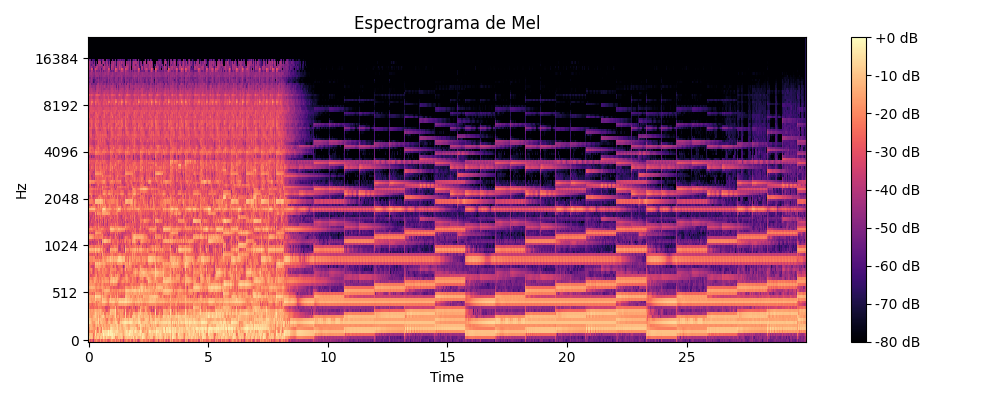 Espectrograma de Mel
Hz
16384
8192
4096
2048
1024
512
0
0 5 10 15 20 25
Time
+0 dB
-10 dB
-20 dB
-30 dB
-40 dB
-50 dB
-60 dB
-70 dB
-80 dB